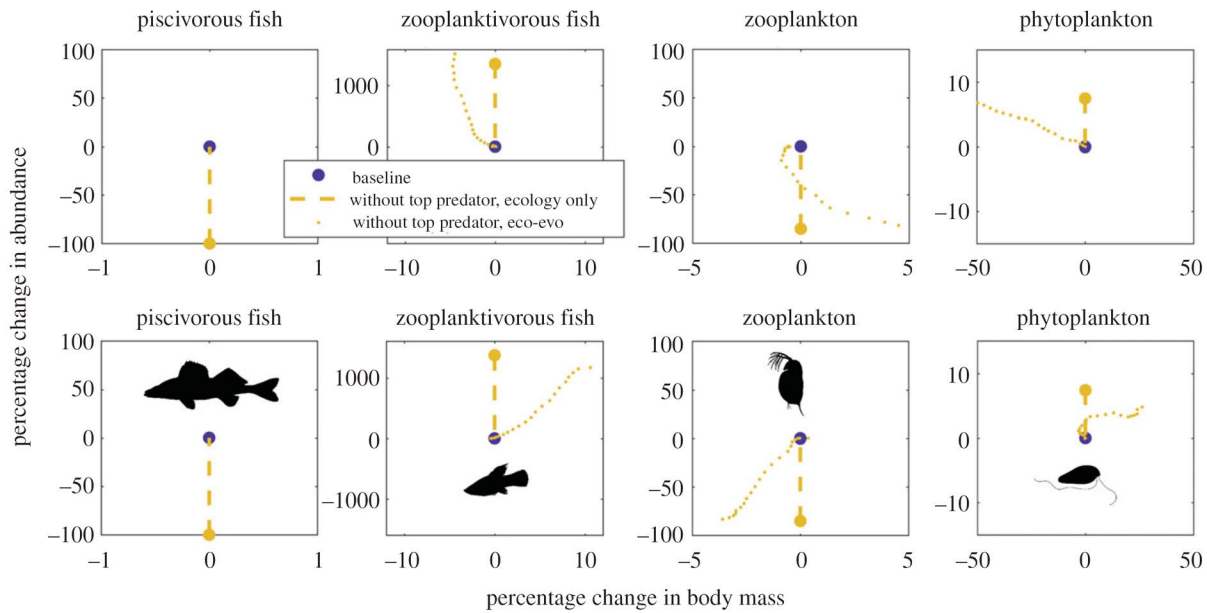 piscivorous fish zooplanktivorous fish zooplankton phytoplankton
100 100
50 1000 50 10
0 0 0 0
–50 –50 –10
–100 –100
–1 0 1 –10 0 10 –5 0 5 –50 0 50
baseline
without top predator, ecology only
without top predator, eco-evo
percentage change in abundance
piscivorous fish zooplanktivorous fish zooplankton phytoplankton
100 100
50 1000 50 10
0 0 0 0
–50 –1000 –50 –10
–100 –100
–1 0 1 –10 0 10 –5 0 5 –50 0 50
percentage change in body mass